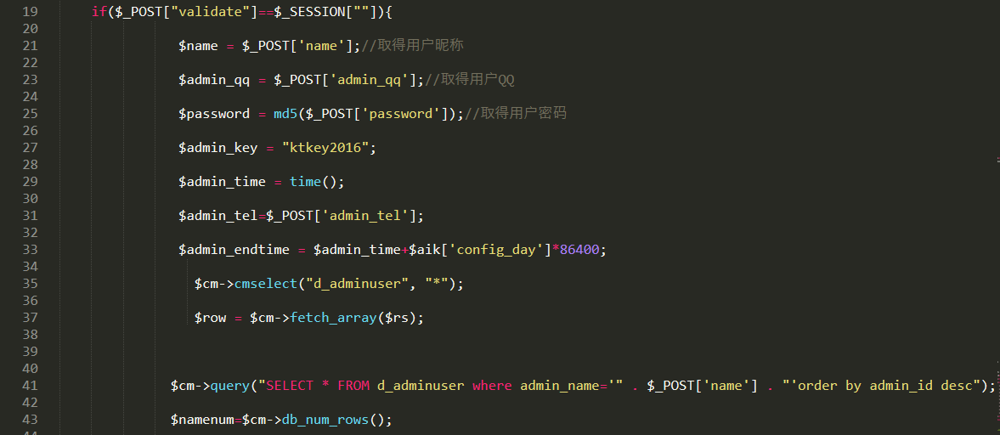 19 if($_POST["validate"]==$_SESSION[""]){
20
21 $name = $_POST['name'];//取得用户昵称
22
23 $admin_qq = $_POST['admin_qq'];//取得用户QQ
24
25 $password = md5($_POST['password']);//取得用户密码
26
27 $admin_key = "ktkey2016";
28
29 $admin_time = time();
30
31 $admin_tel=$_POST['admin_tel'];
32
33 $admin_endtime = $admin_time+$aik['config_day']*86400;
34
35 $cm->cmselect("d_adminuser", "*");
36
37 $row = $cm->fetch_array($rs);
38
39
40
41 $cm->query("SELECT * FROM d_adminuser where admin_name='" . $_POST['name'] . "'order by admin_id desc");
42
43 $namenum=$cm->db_num_rows();